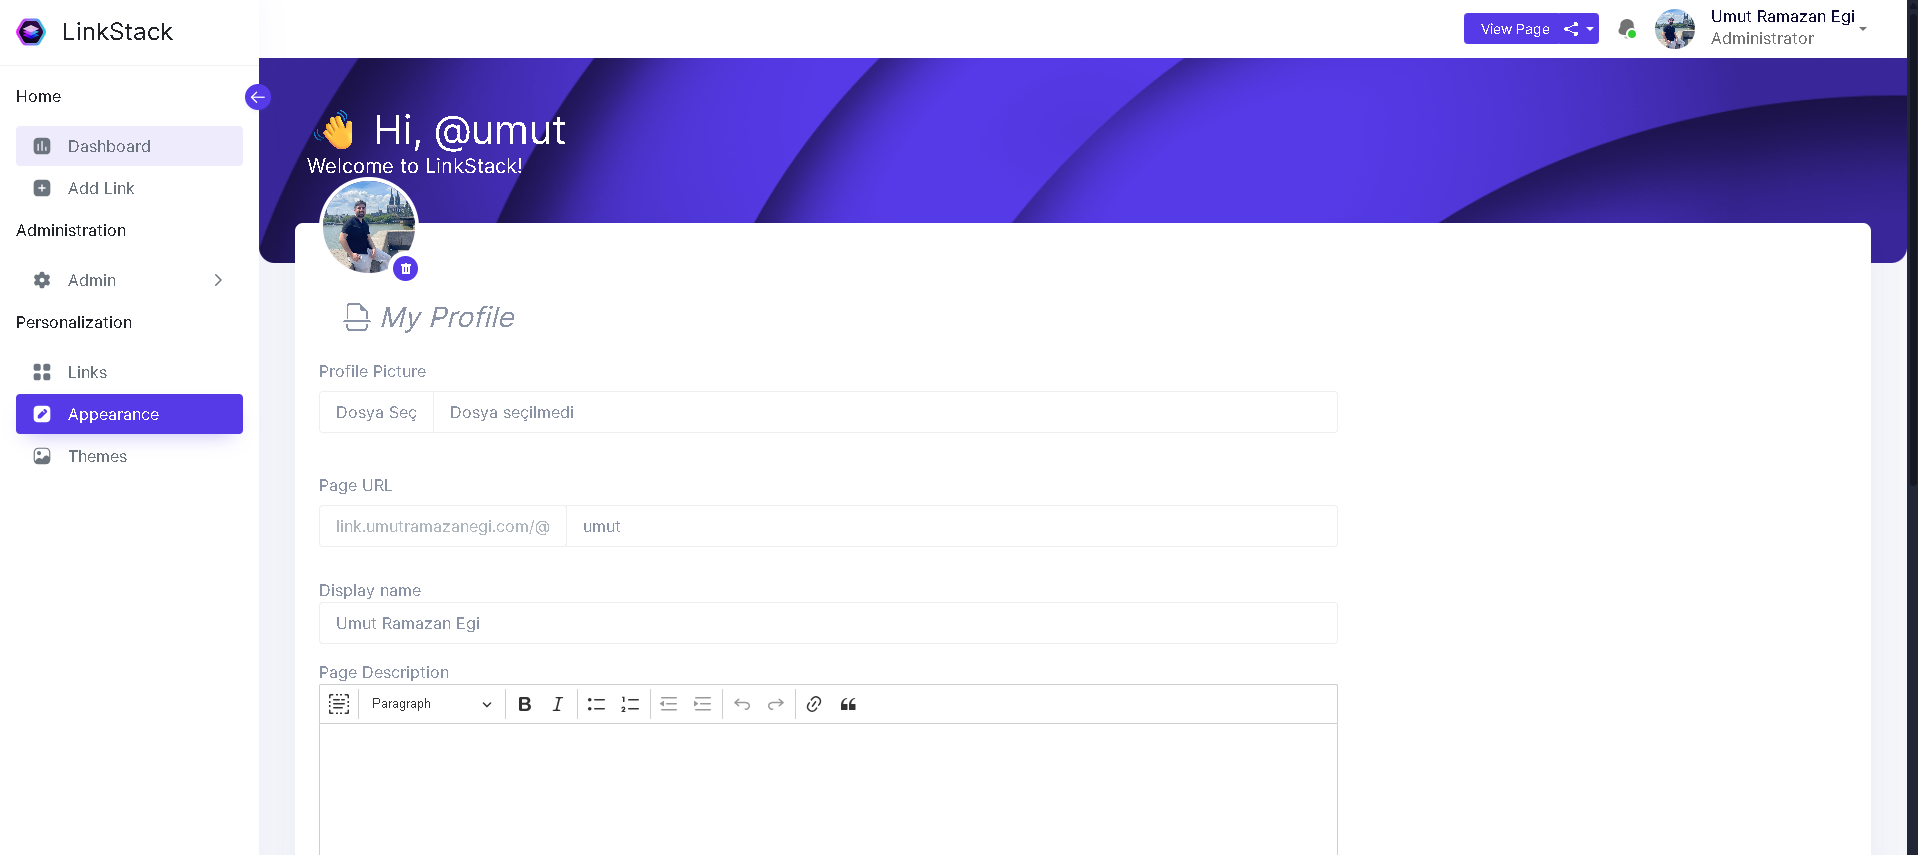 LinkStack
View Page
Umut Ramazan Egi
Administrator
Home
Dashboard
Add Link
Administration
Admin
Personalization
Links
Appearance
Themes
Hi, @umut
Welcome to LinkStack!
My Profile
Profile Picture
Dosya Seç
Dosya seçilmedi
Page URL
link.umutramazanegi.com/@
umut
Display name
Umut Ramazan Egi
Page Description
Paragraph